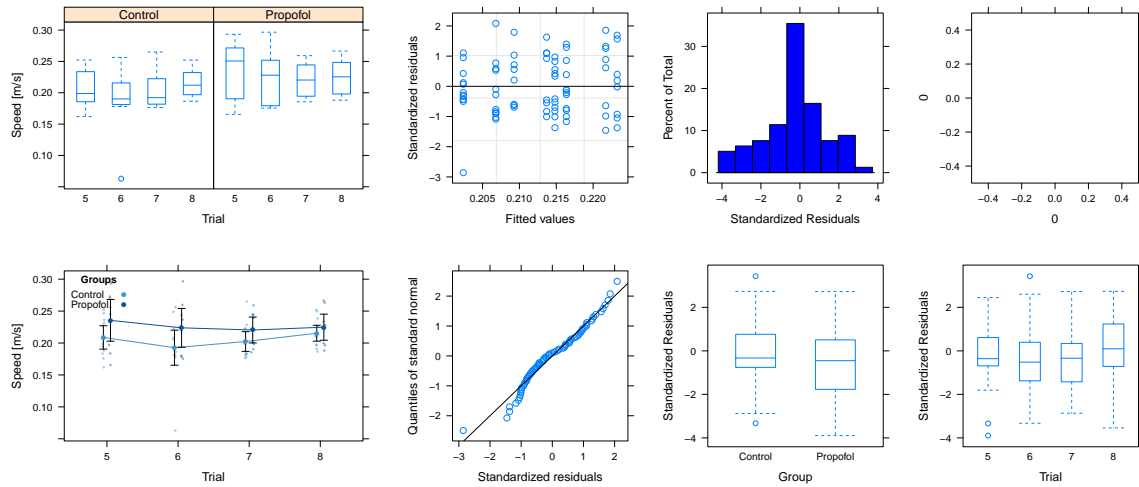 Control Propofol
Speed [m/s]
0.30
0.25
0.20
0.15
0.10
5 6 7 8 5 6 7 8
Trial
Standardized residuals
2
1
0
−1
−2
−3
0.205 0.210 0.215 0.220
Fitted values
Percent of Total
30
20
10
0
−4 −2 0 2 4
Standardized Residuals
0
0.4
0.2
0.0
−0.2
−0.4
−0.4 −0.2 0.0 0.2 0.4
0
Speed [m/s]
0.30
0.25
0.20
0.15
0.10
Groups
Control
Propofol
5 6 7 8
Trial
Quantiles of standard normal
2
1
0
−1
−2
−3 −2 −1 0 1 2
Standardized residuals
Standardized Residuals
2
0
−2
−4
Control Propofol
Group
Standardized Residuals
2
0
−2
−4
5 6 7 8
Trial